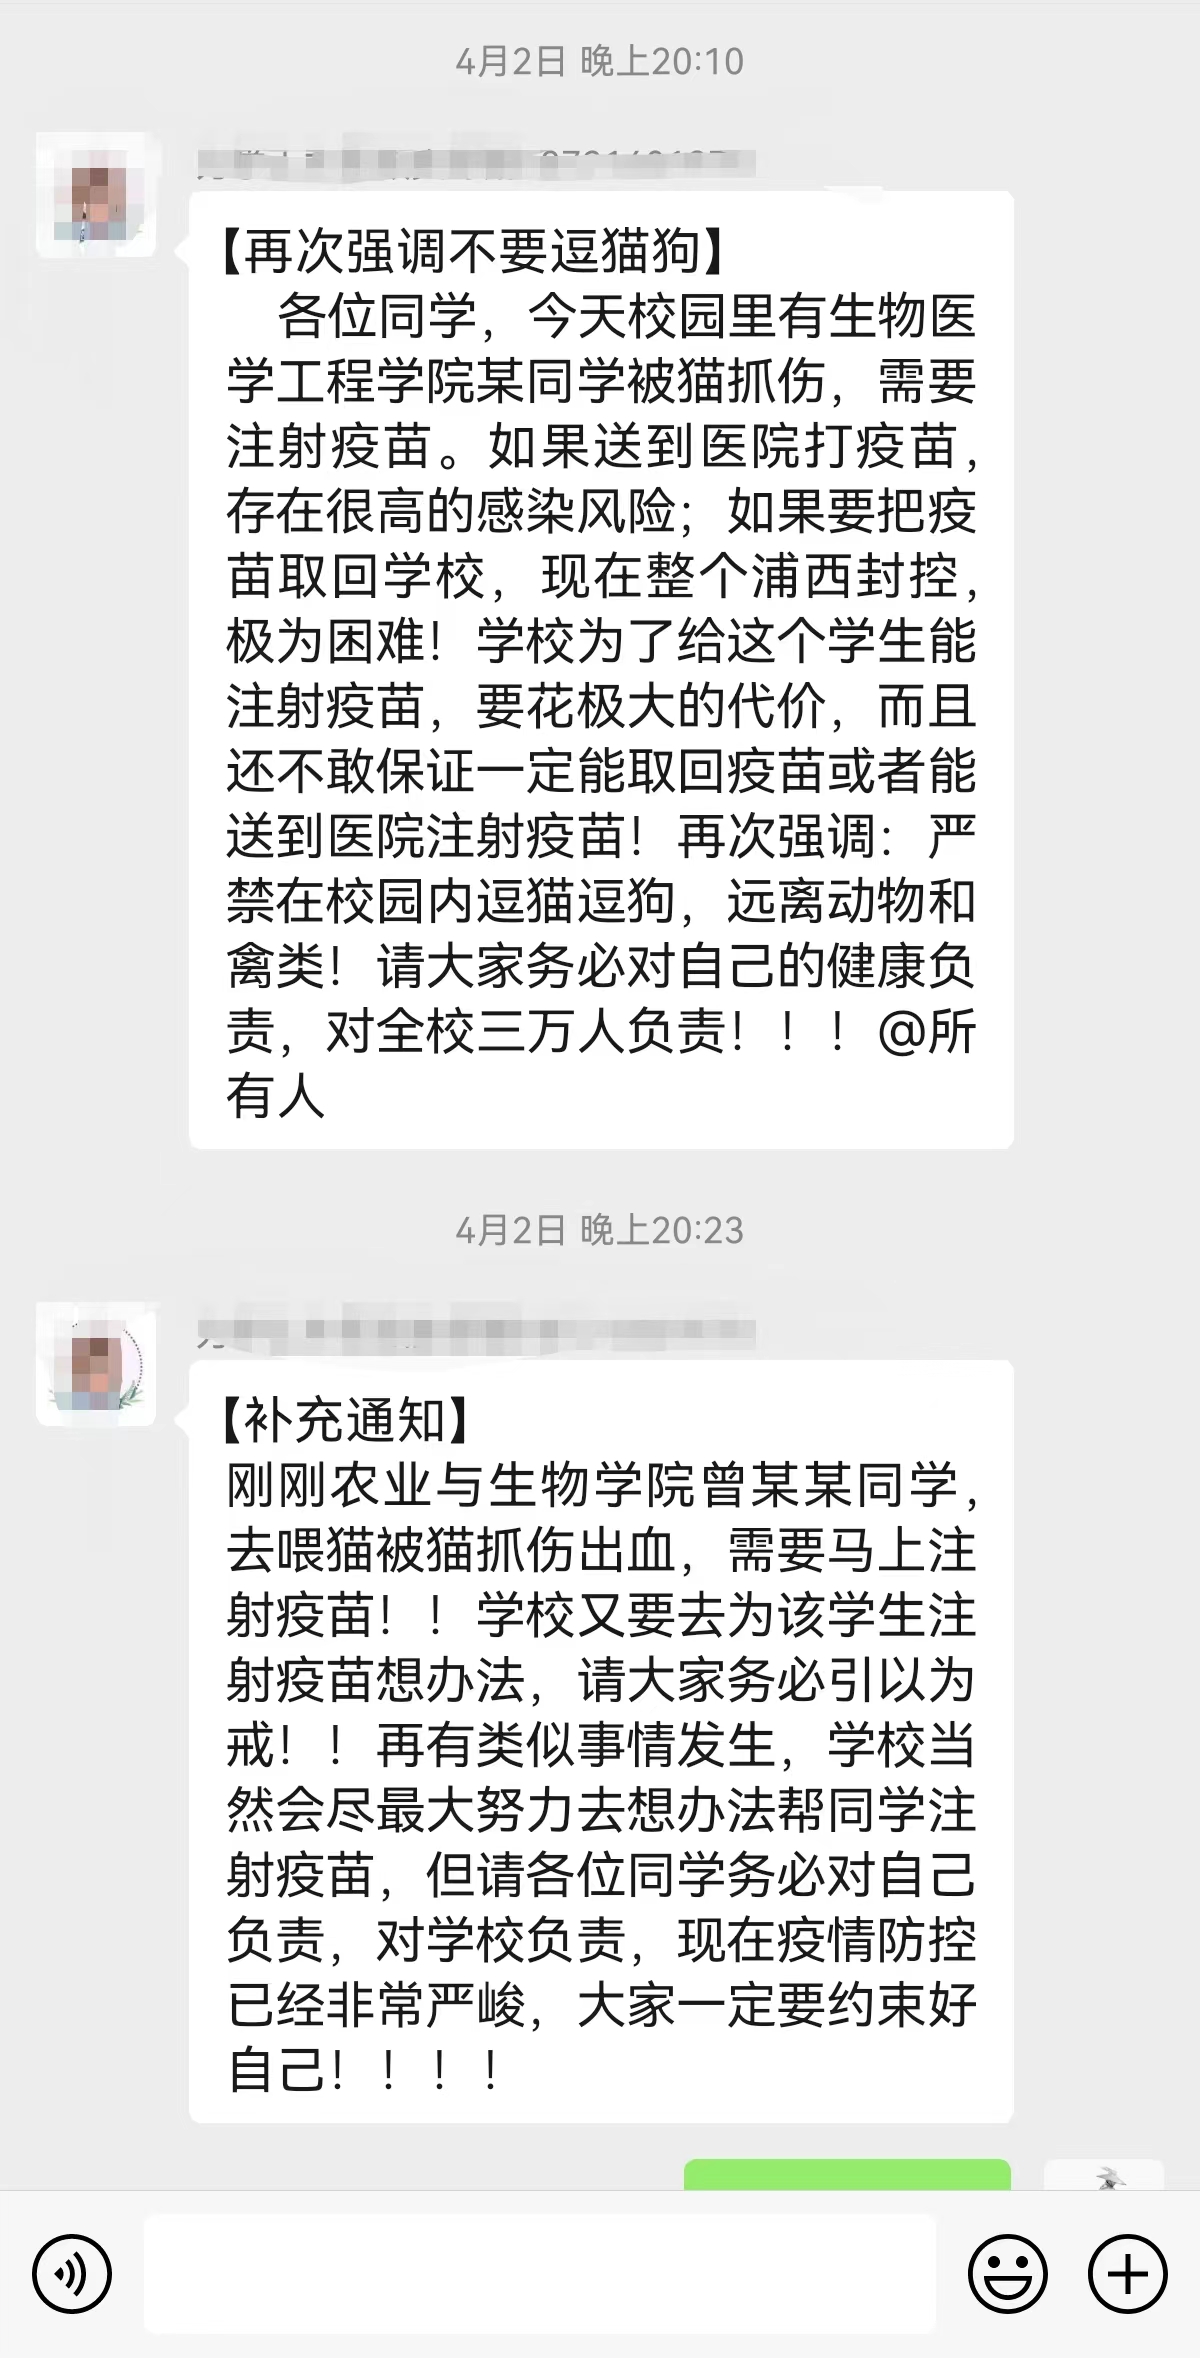 4月2日 晚上20:10
【再次强调不要逗猫狗】
各位同学，今天校园里有生物医
学工程学院某同学被猫抓伤，需要
注射疫苗。如果送到医院打疫苗，
存在很高的感染风险；如果要把疫
苗取回学校，现在整个浦西封控，
极为困难！学校为了给这个学生能
注射疫苗，要花极大的代价，而且
还不敢保证一定能取回疫苗或者能
送到医院注射疫苗！再次强调：严
禁在校园内逗猫逗狗，远离动物和
禽类！请大家务必对自己的健康负
责，对全校三万人负责！！！@所
有人
4月2日 晚上20:23
【补充通知】
刚刚农业与生物学院曾某某同学，
去喂猫被猫抓伤出血，需要马上注
射疫苗！！学校又要去为该学生注
射疫苗想办法，请大家务必引以为
戒！！再有类似事情发生，学校当
然会尽最大努力去想办法帮同学注
射疫苗，但请各位同学务必对自己
负责，对学校负责，现在疫情防控
已经非常严峻，大家一定要约束好
自己！！！！